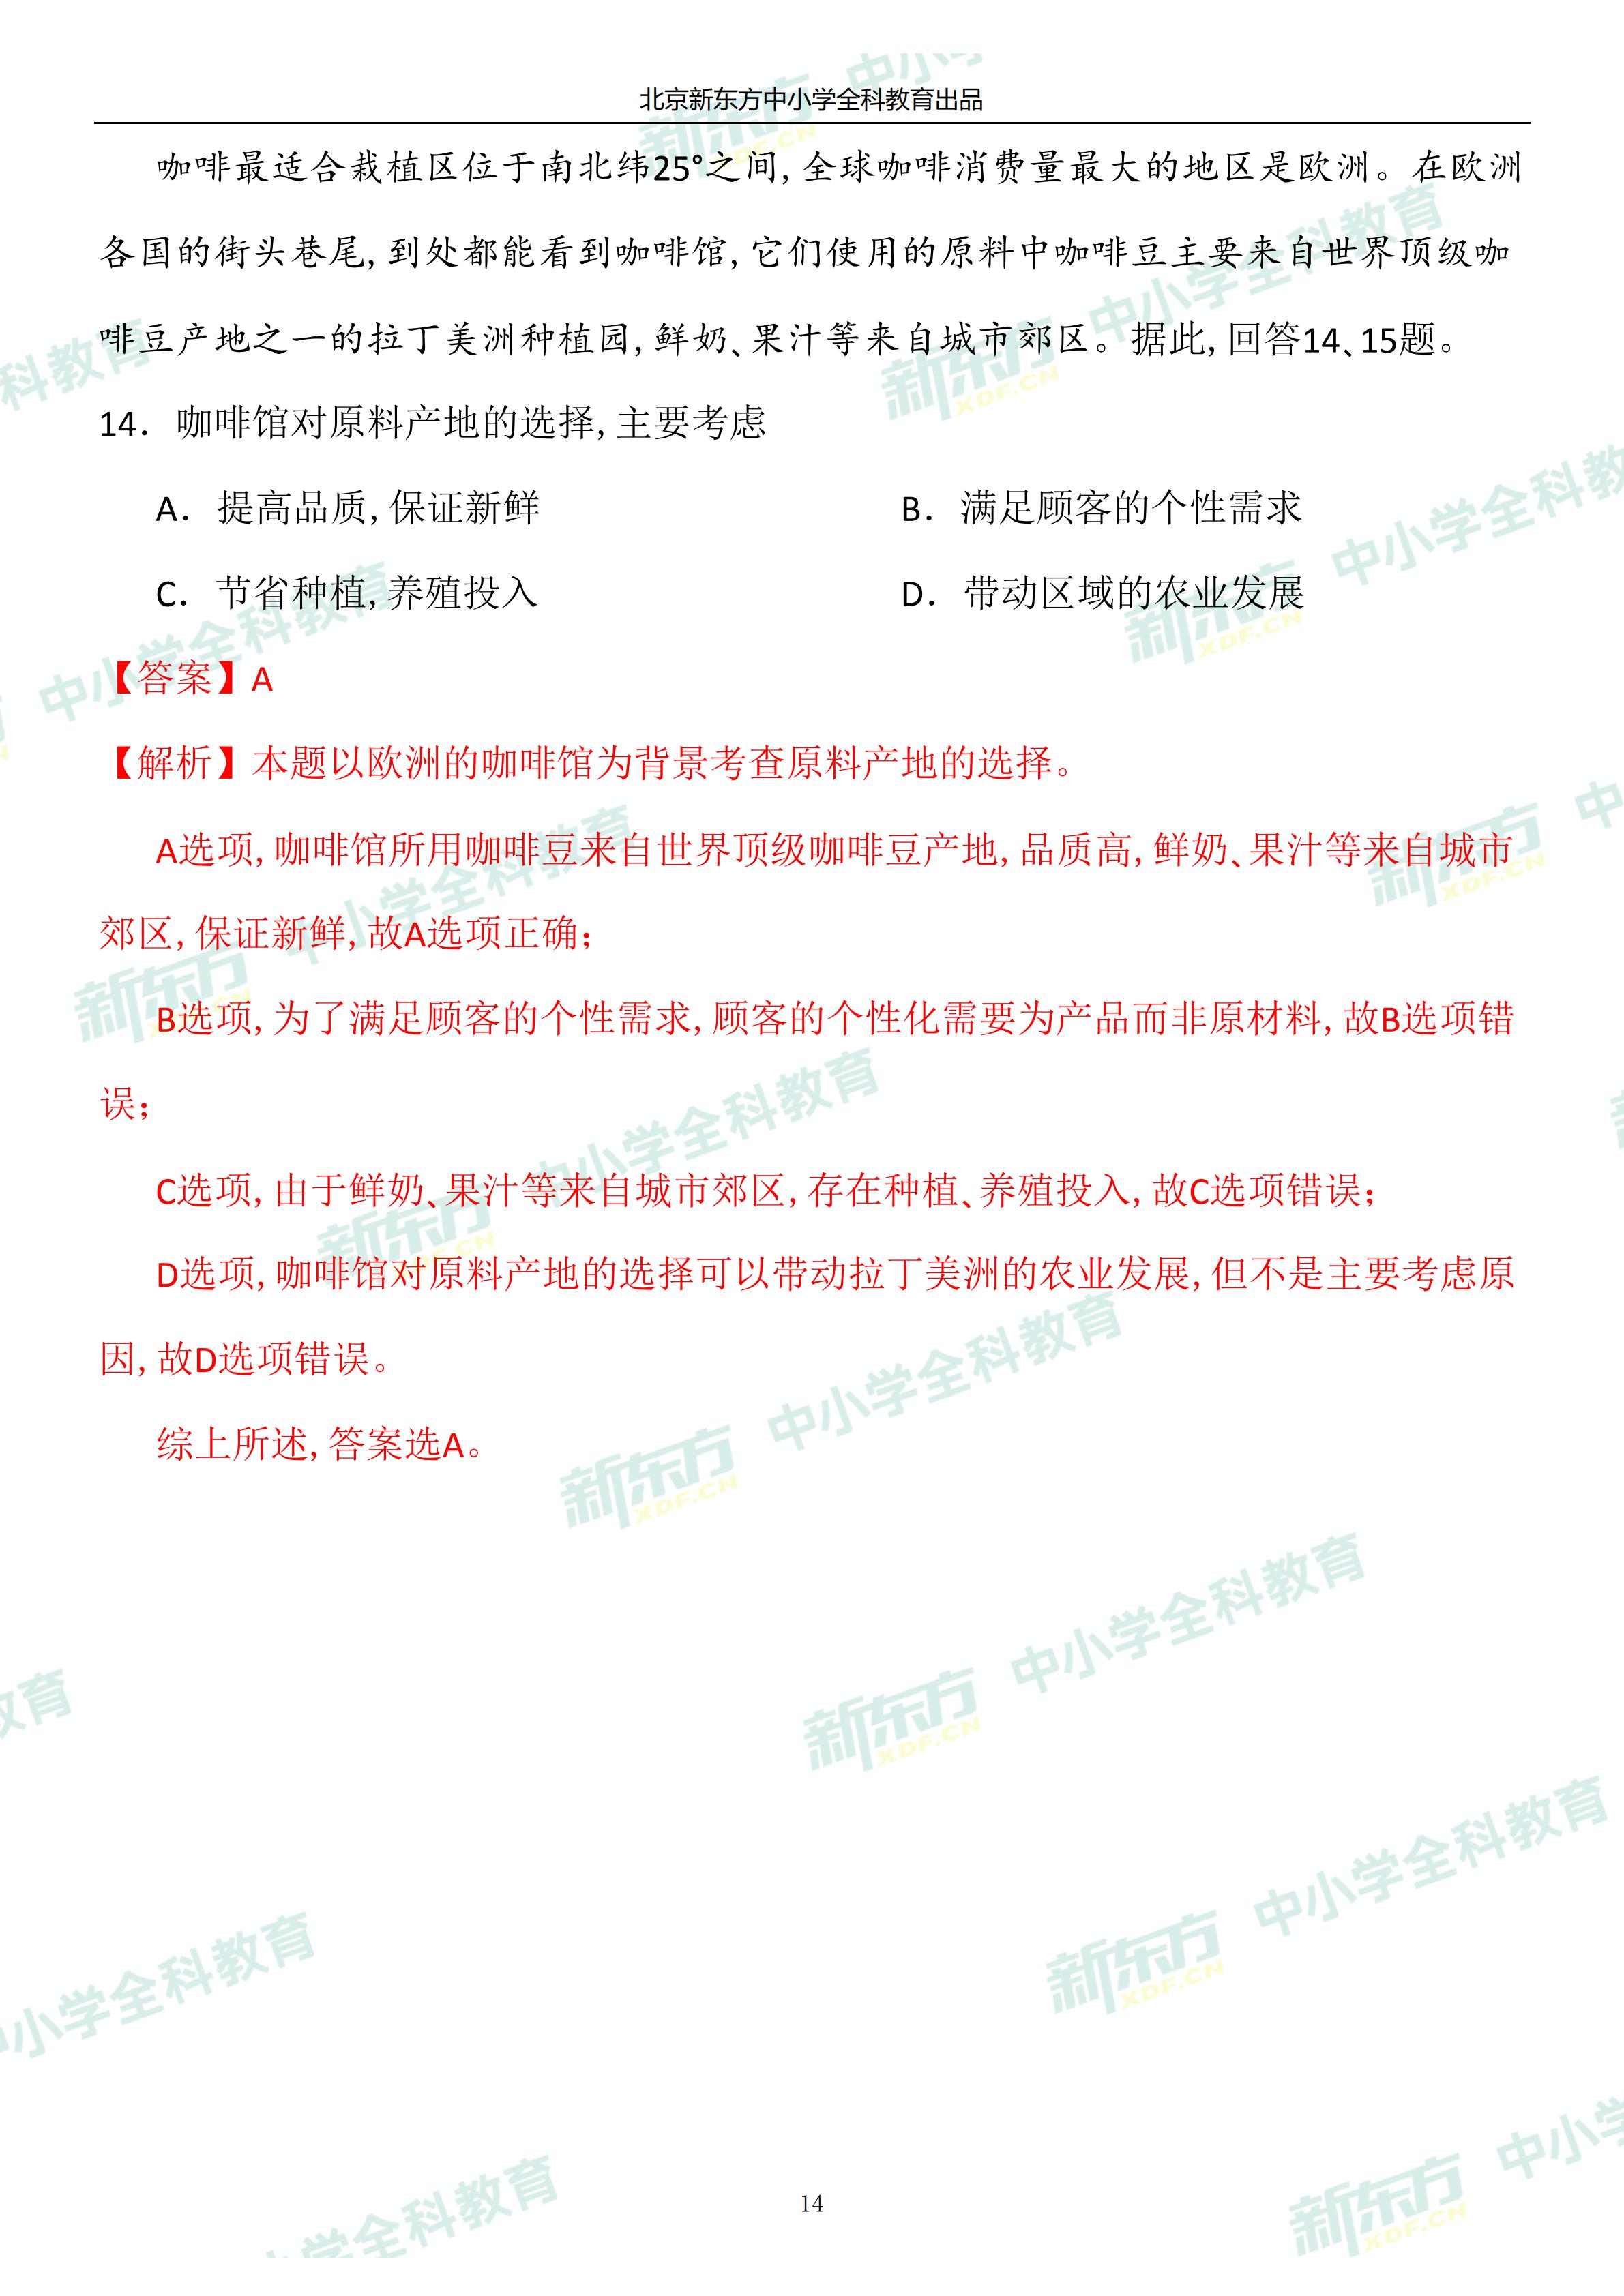 北京新东方中小学全科教育出品
咖啡最适合栽植区位于南北纬25°之间,全球咖啡消费量最大的地区是欧洲。在欧洲
各国的街头巷尾,到处都能看到咖啡馆,它们使用的原料中咖啡豆主要来自世界顶级咖
啡豆产地之一的拉丁美洲种植园,鲜奶、果汁等来自城市郊区。据此,回答14、15题。
14．咖啡馆对原料产地的选择,主要考虑
A．提高品质,保证新鲜 B．满足顾客的个性需求
C．节省种植,养殖投入 D．带动区域的农业发展
【答案】A
【解析】本题以欧洲的咖啡馆为背景考查原料产地的选择。
A选项,咖啡馆所用咖啡豆来自世界顶级咖啡豆产地,品质高,鲜奶、果汁等来自城市
郊区,保证新鲜,故A选项正确;
B选项,为了满足顾客的个性需求,顾客的个性化需要为产品而非原材料,故B选项错
误;
C选项,由于鲜奶、果汁等来自城市郊区,存在种植、养殖投入,故C选项错误;
D选项,咖啡馆对原料产地的选择可以带动拉丁美洲的农业发展,但不是主要考虑原
因,故D选项错误。
综上所述,答案选A。
新东方 XDF.CN 中小学全科教育
14